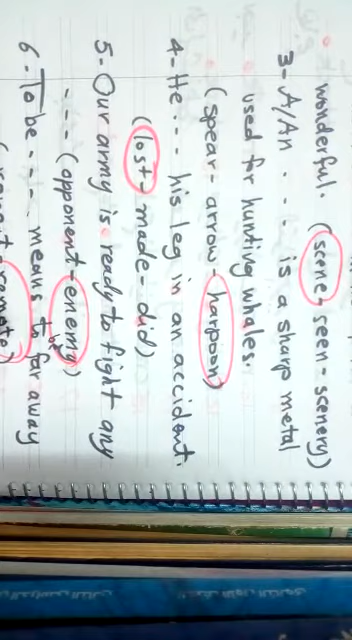 wonderful. (scene - seen - scenery)
3- A/An . . . is a sharp metal
used for hunting whales.
(spear - arrow - harpoon)
4- He . . . his leg in an accident.
(lost - made - did)
5- Our army is ready to fight any
- - - (opponent - enemy)
6- To be . . . means to far away
remote)